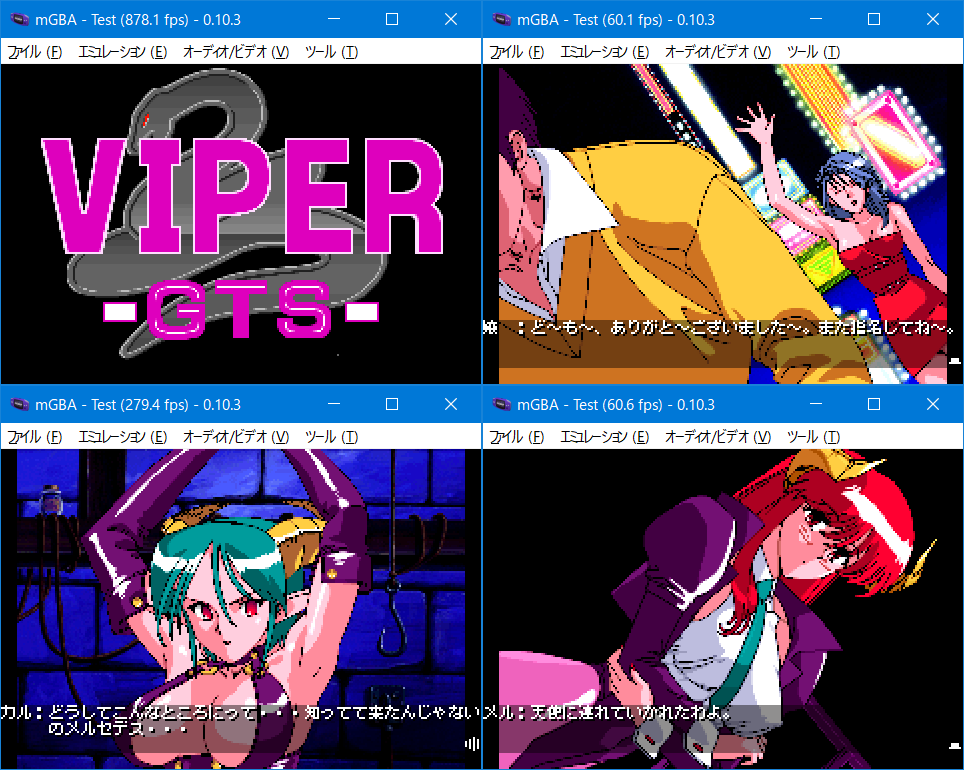 mGBA - Test (878.1 fps) - 0.10.3
ファイル (F) エミュレーション (E) オーディオ/ビデオ (V) ツール (T)
VIPER
-GTS-
mGBA - Test (60.1 fps) - 0.10.3
ファイル (F) エミュレーション (E) オーディオ/ビデオ (V) ツール (T)
娘　：ど～も～、ありがと～ございました～。また指名してね～。
mGBA - Test (279.4 fps) - 0.10.3
ファイル (F) エミュレーション (E) オーディオ/ビデオ (V) ツール (T)
カル：どうしてこんなところにって・・・知ってて来たんじゃない
のメルセデス・・・
mGBA - Test (60.6 fps) - 0.10.3
ファイル (F) エミュレーション (E) オーディオ/ビデオ (V) ツール (T)
メル：天使に連れていかれたわよ。